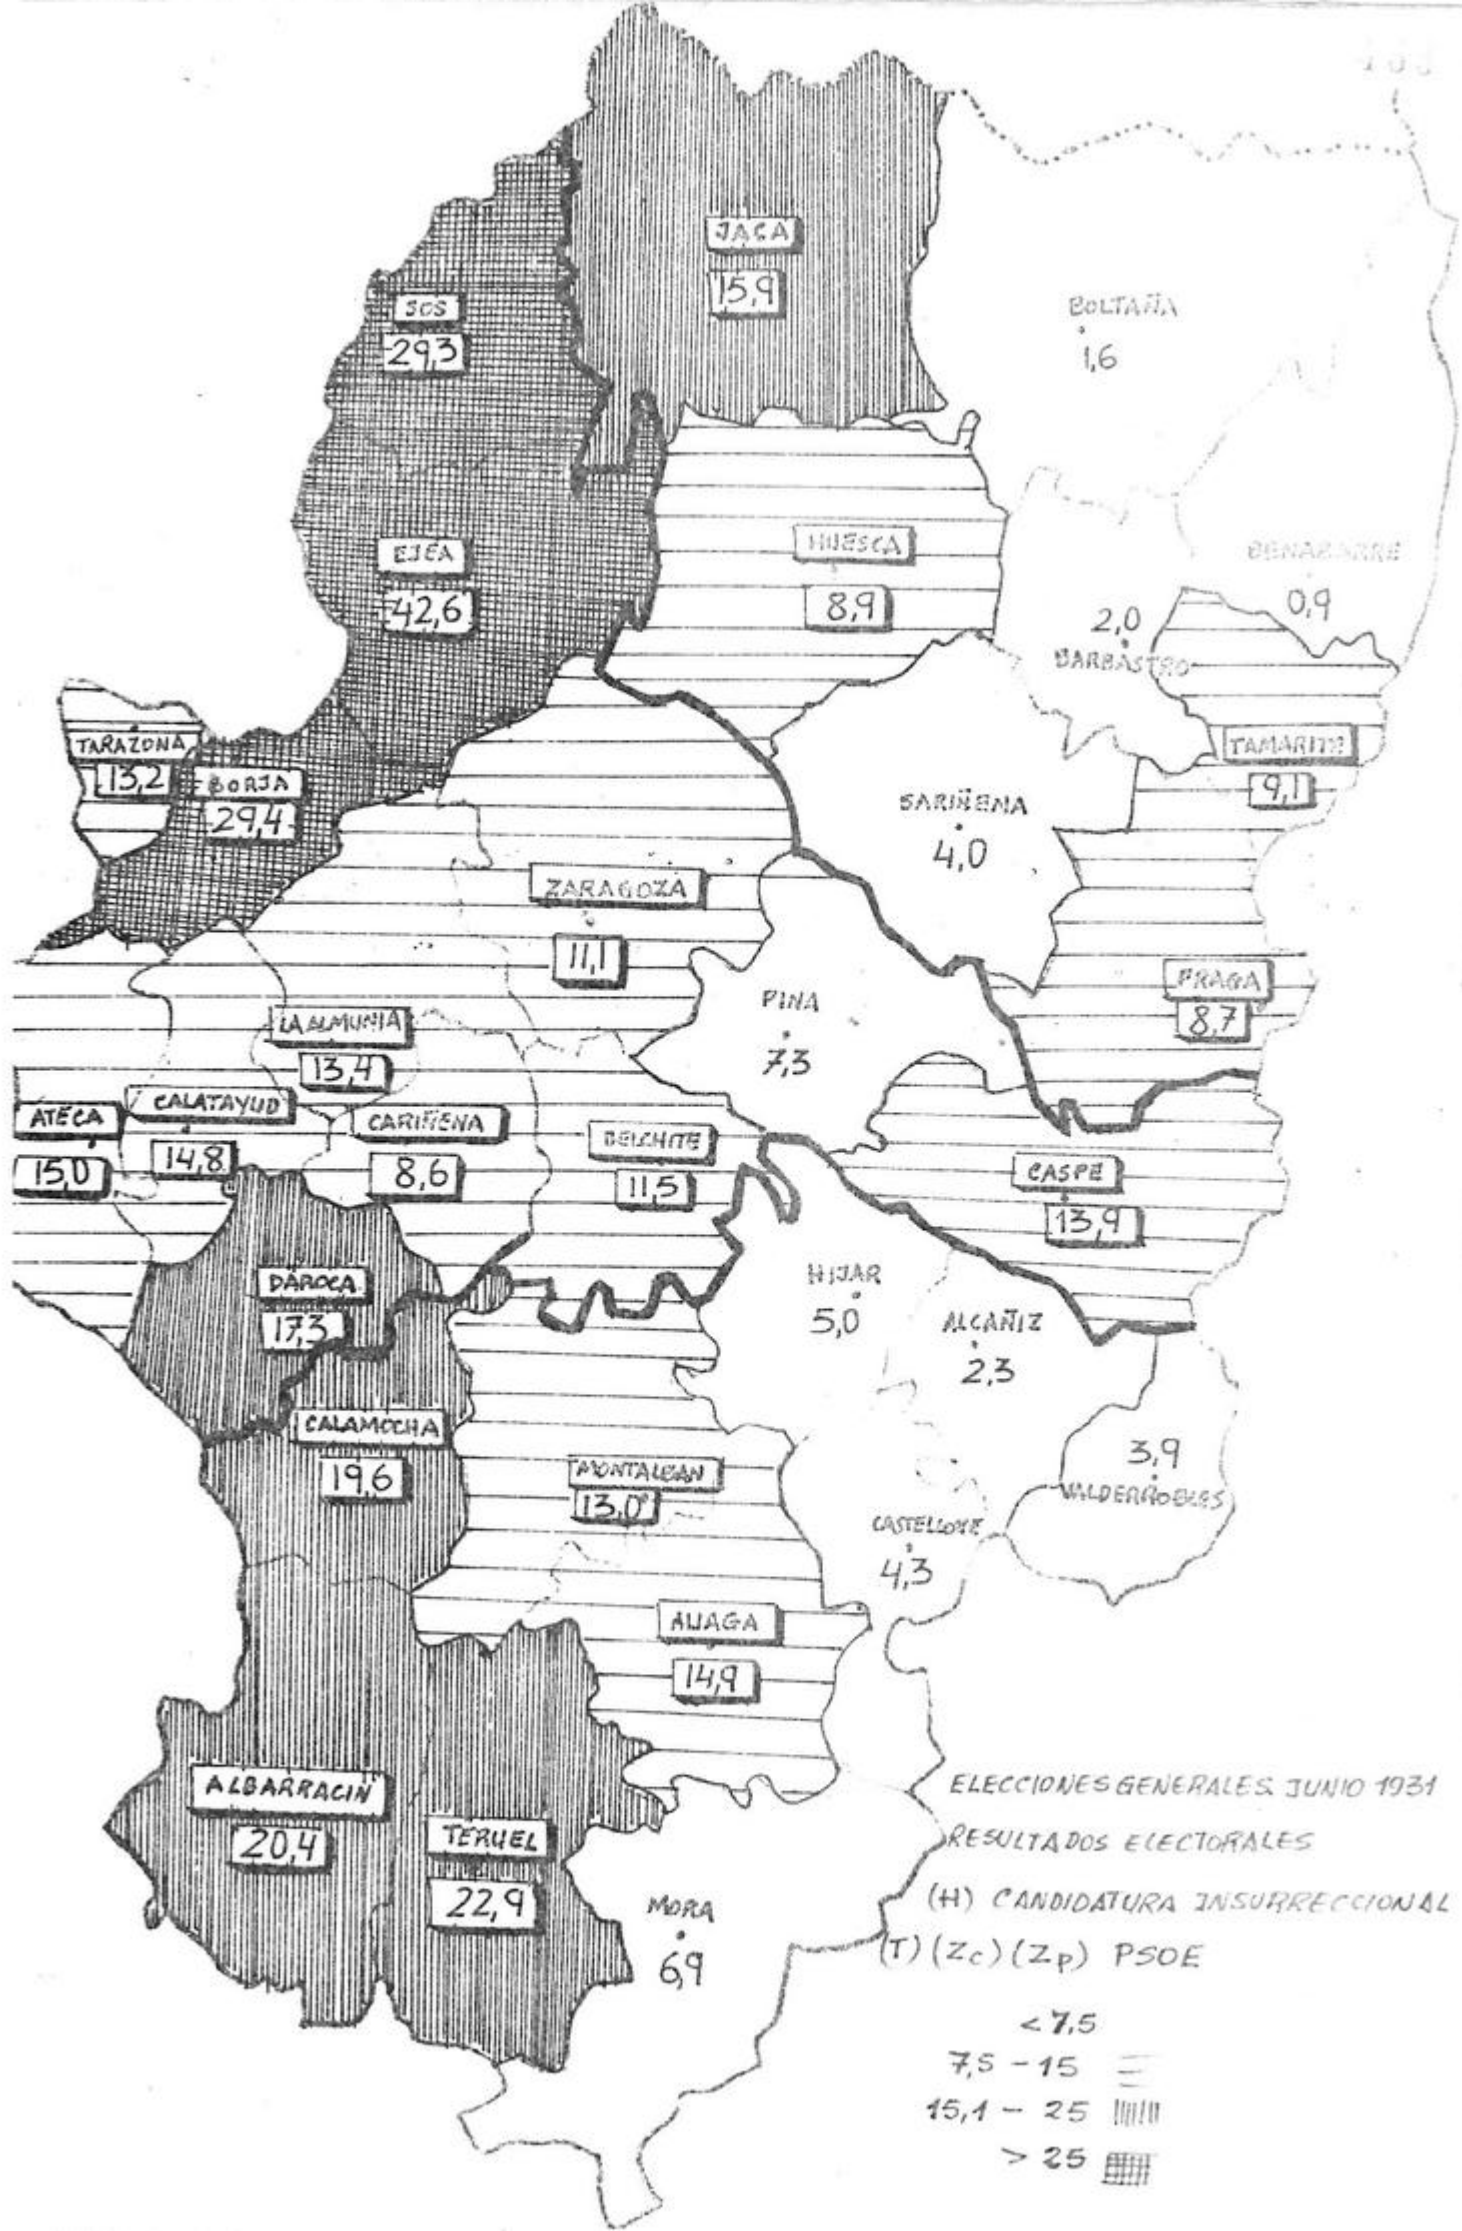 JACA
15,9
SOS
29,3
BOLTAÑA
1,6
EJEA
42,6
HUESCA
8,9
BENABARRE
0,9
2,0
BARBASTRO
TARAZONA
13,2
BORJA
29,4
TAMARITE
9,1
SARIÑENA
4,0
ZARAGOZA
11,1
FRAGA
8,7
PINA
7,3
LA ALMUNIA
13,4
ATECA
15,0
CALATAYUD
14,8
CARIÑENA
8,6
BELCHITE
11,5
CASPE
13,9
DAROCA
17,3
HIJAR
5,0
ALCAÑIZ
2,3
CALAMOCHA
19,6
MONTALBAN
13,0
3,9
VALDERROBLES
CASTELLOTE
4,3
ALIAGA
14,9
ALBARRACIN
20,4
TERUEL
22,9
MORA
6,9
ELECCIONES GENERALES JUNIO 1931
RESULTADOS ELECTORALES
(H) CANDIDATURA INSURRECCIONAL
(T) (Zc) (Zp) PSOE
< 7,5
7,5 - 15
15,1 - 25
> 25